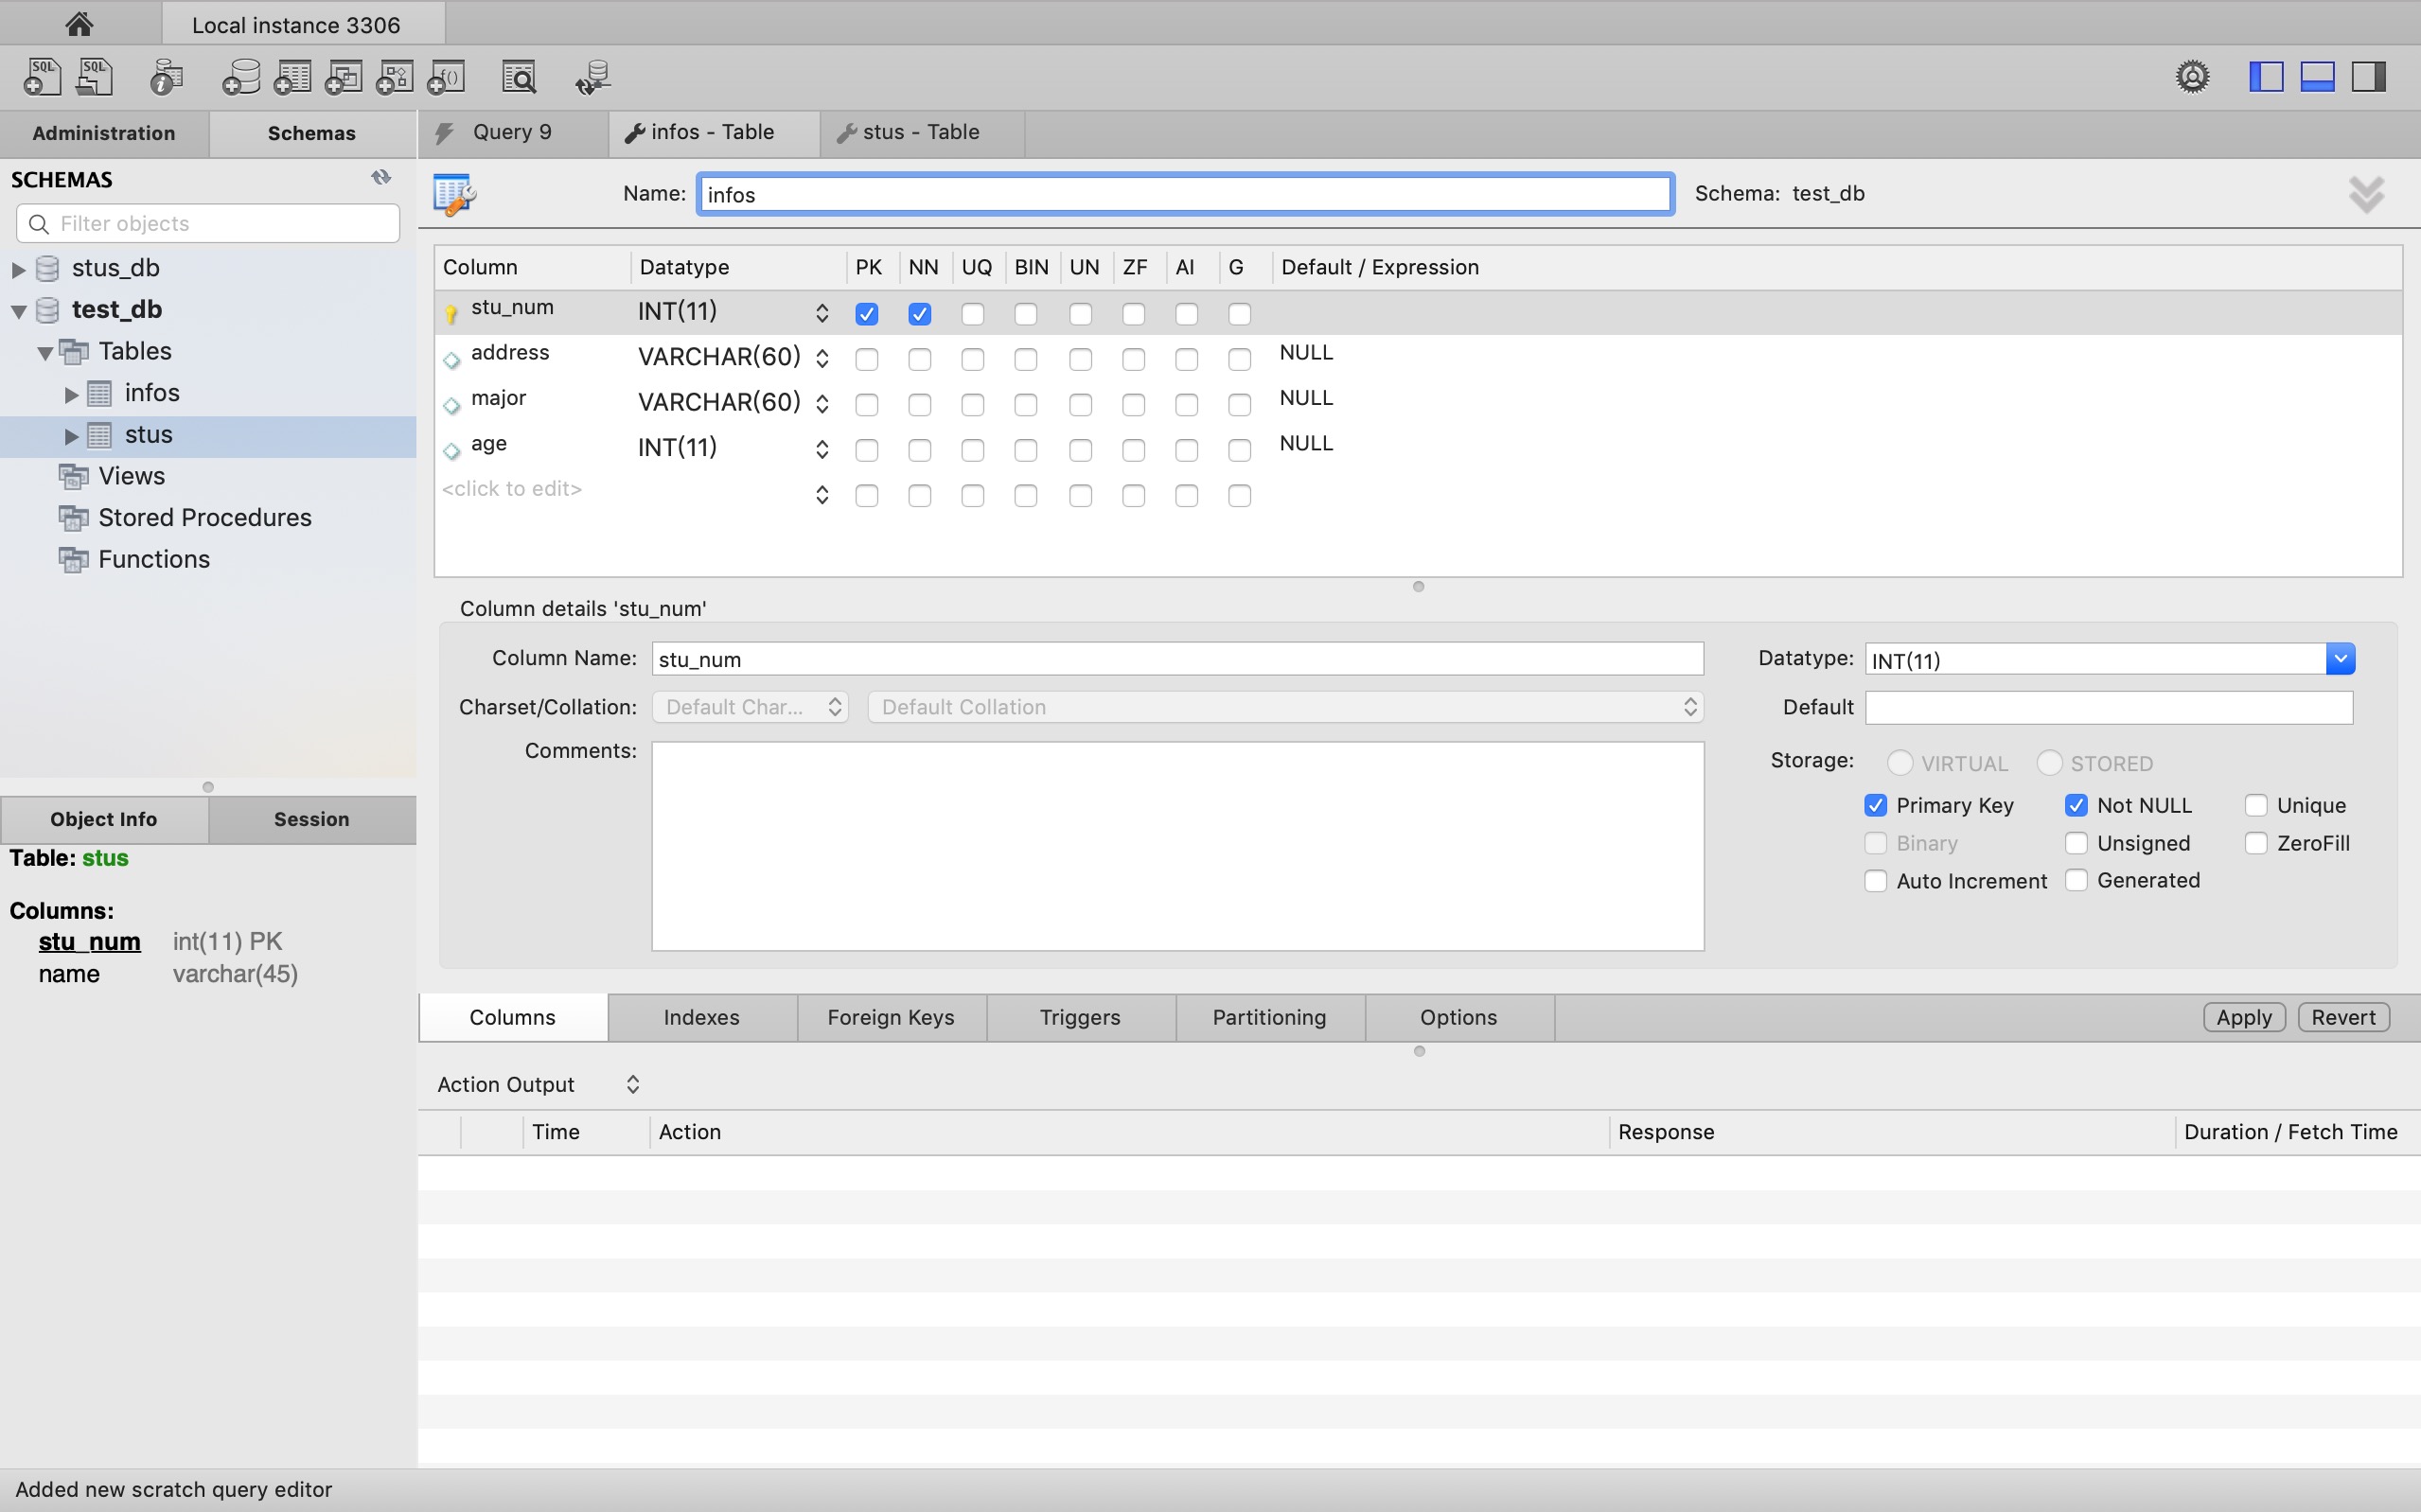 Local instance 3306
SQL SQL
Administration Schemas Query 9 infos - Table stus - Table
SCHEMAS
Filter objects
Name: infos Schema: test_db
stus_db
test_db
Tables
infos
stus
Views
Stored Procedures
Functions
Column Datatype PK NN UQ BIN UN ZF AI G Default / Expression
stu_num INT(11)
address VARCHAR(60) NULL
major VARCHAR(60) NULL
age INT(11) NULL
<click to edit>
Column details 'stu_num'
Column Name: stu_num Datatype: INT(11)
Charset/Collation: Default Char... Default Collation Default
Comments: Storage: VIRTUAL STORED
Primary Key Not NULL Unique
Binary Unsigned ZeroFill
Auto Increment Generated
Object Info Session
Table: stus
Columns:
stu_num int(11) PK
name varchar(45)
Columns Indexes Foreign Keys Triggers Partitioning Options Apply Revert
Action Output
Time Action Response Duration / Fetch Time
Added new scratch query editor